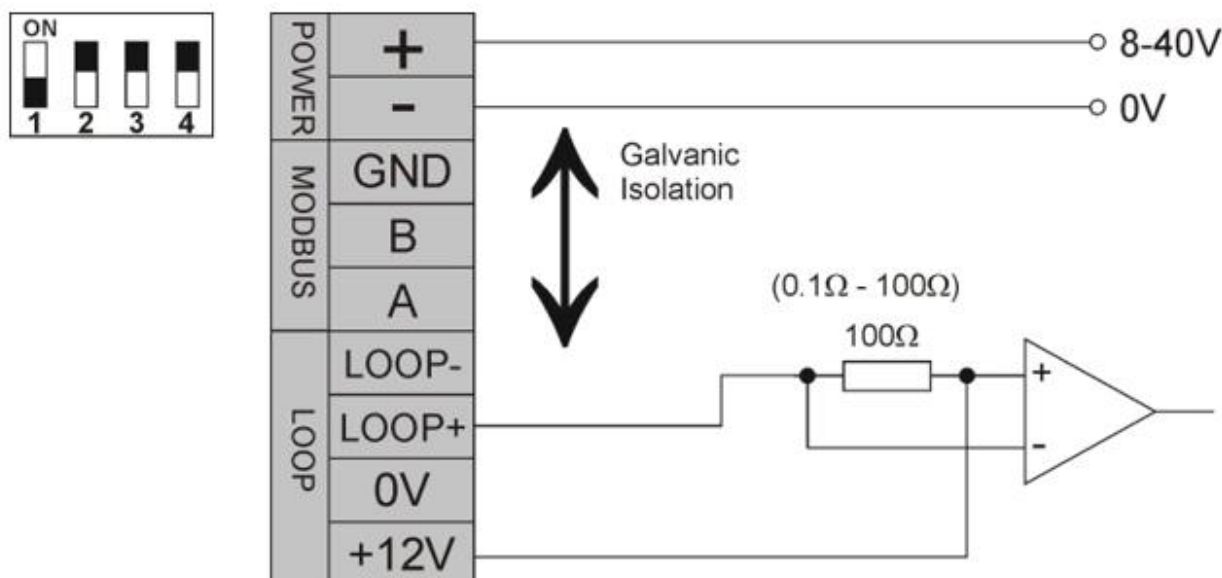 ON
1 2 3 4
POWER
+
-
8-40V
0V
MODBUS
GND
B
A
Galvanic
Isolation
LOOP
LOOP-
LOOP+
0V
+12V
(0.1Ω - 100Ω)
100Ω
+
-